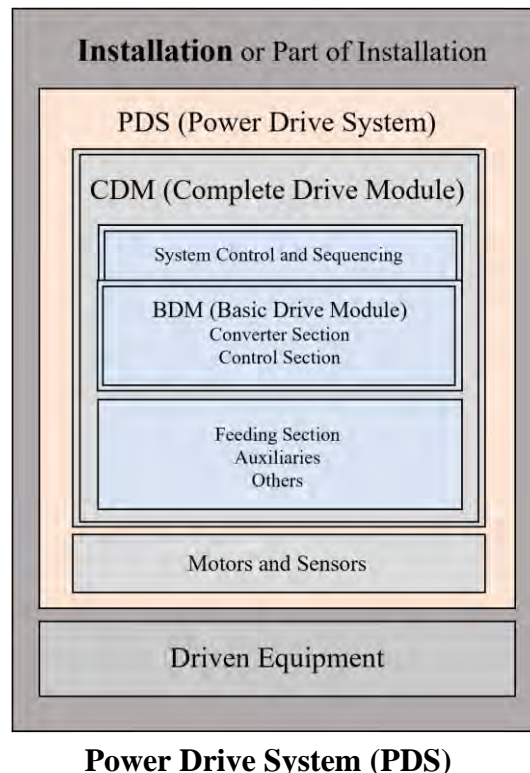 Installation or Part of Installation
PDS (Power Drive System)
CDM (Complete Drive Module)
System Control and Sequencing
BDM (Basic Drive Module)
Converter Section
Control Section
Feeding Section
Auxiliaries
Others
Motors and Sensors
Driven Equipment
Power Drive System (PDS)